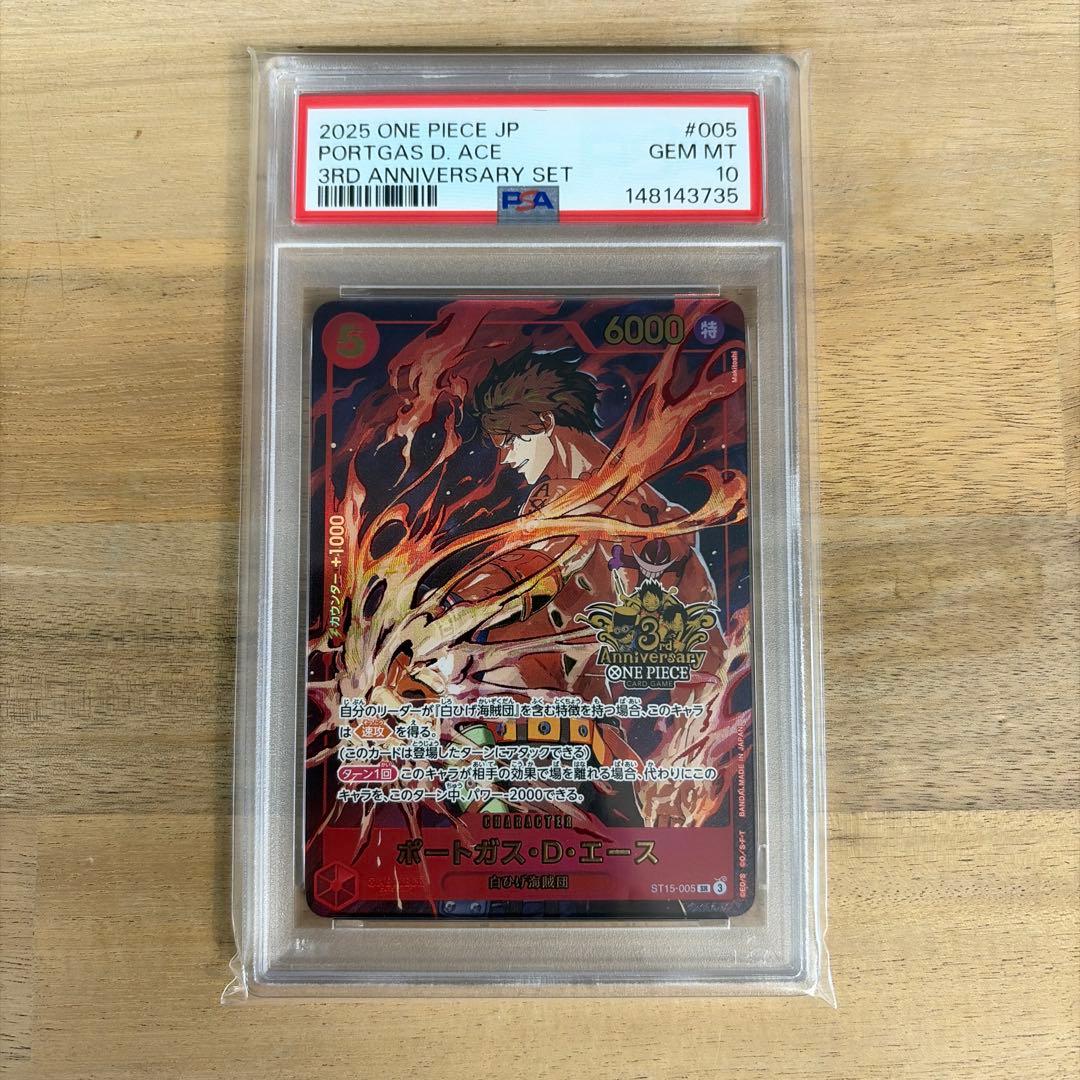 2025 ONE PIECE JP #005
PORTGAS D. ACE GEM MT
3RD ANNIVERSARY SET 10
PSA 148143735
5 6000 特
Makitoshi
カウンター +1000
3rd
Anniversary
ONE PIECE
CARD GAME
自分のリーダーが『白ひげ海賊団』を含む特徴を持つ場合、このキャラ
は 速攻 を得る。
(このカードは登場したターンにアタックできる)
ターン1回 このキャラが相手の効果で場を離れる場合、代わりにこの
キャラを、このターン中、パワー-2000できる。
CHARACTER
ポートガス・D・エース
白ひげ海賊団
ST15-005 SR 3
©E.O/S ©O/S･F･T BANDAI, MADE IN JAPAN